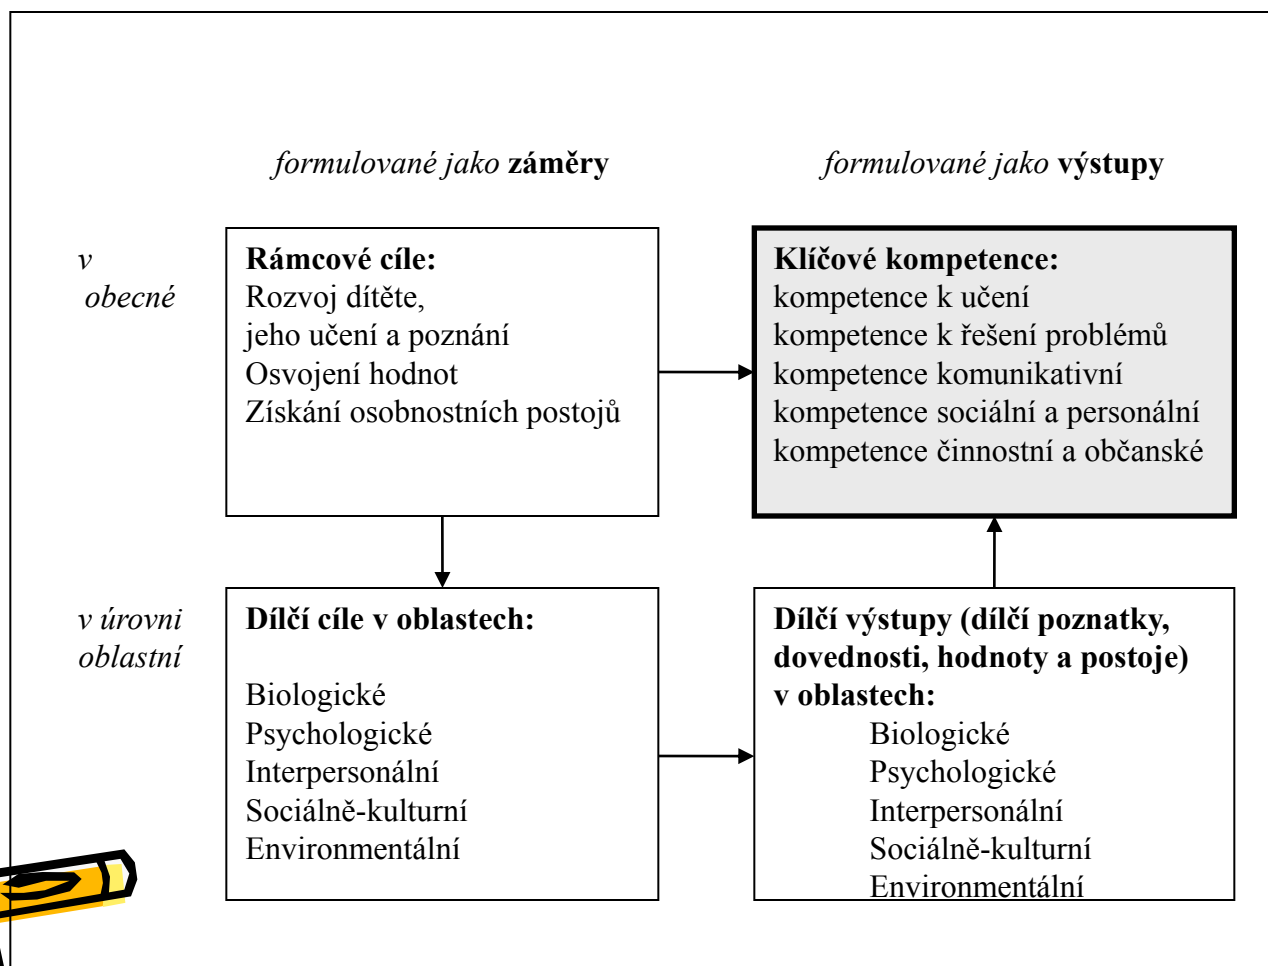 formulované jako záměry
formulované jako výstupy
v
obecné
Rámcové cíle:
Rozvoj dítěte,
jeho učení a poznání
Osvojení hodnot
Získání osobnostních postojů
Klíčové kompetence:
kompetence k učení
kompetence k řešení problémů
kompetence komunikativní
kompetence sociální a personální
kompetence činnostní a občanské
v úrovni
oblastní
Dílčí cíle v oblastech:
Biologické
Psychologické
Interpersonální
Sociálně-kulturní
Environmentální
Dílčí výstupy (dílčí poznatky,
dovednosti, hodnoty a postoje)
v oblastech:
Biologické
Psychologické
Interpersonální
Sociálně-kulturní
Environmentální